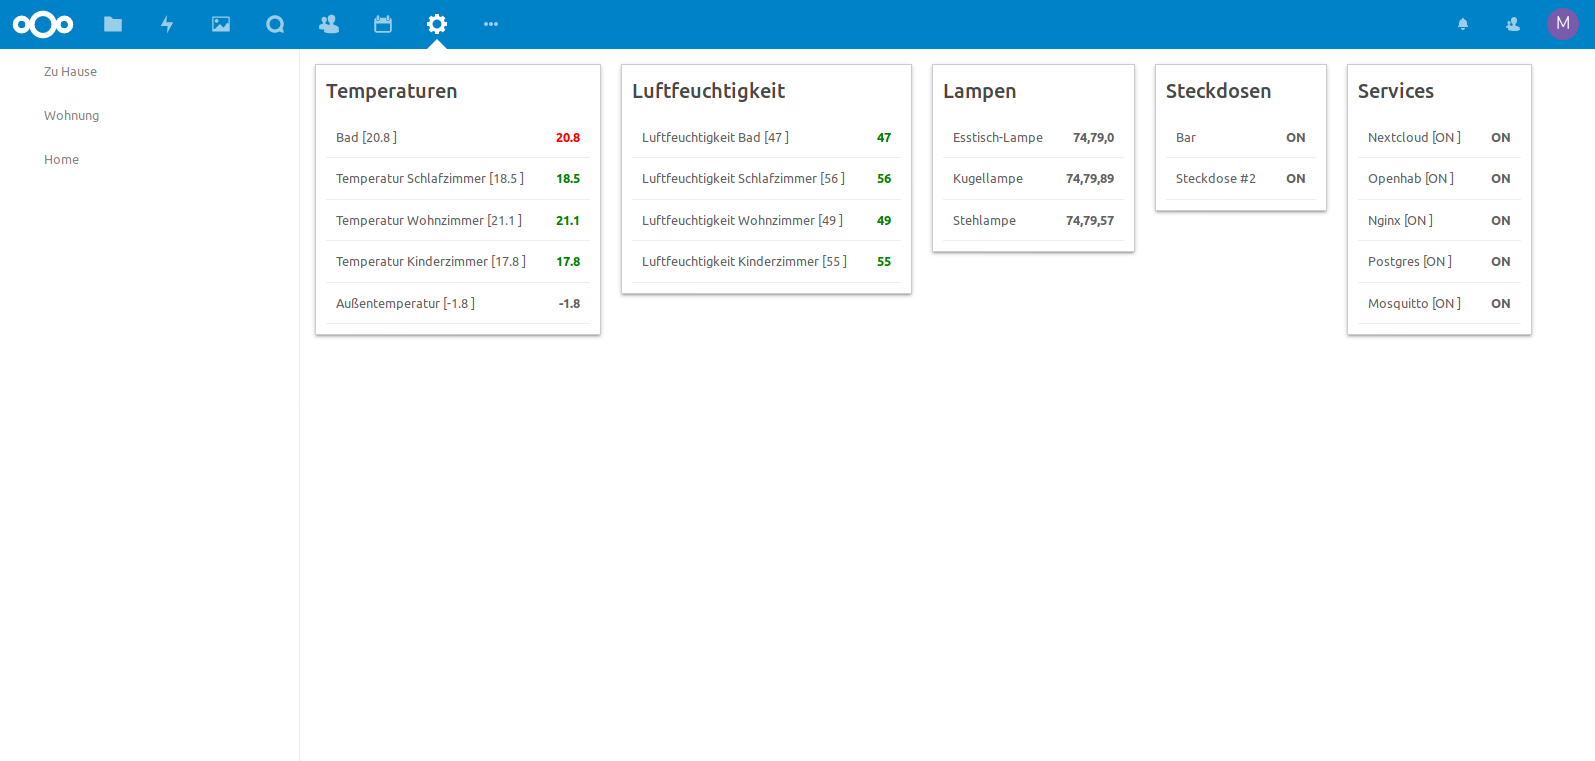 M
Zu Hause
Wohnung
Home
Temperaturen
Bad [20.8 ] 20.8
Temperatur Schlafzimmer [18.5 ] 18.5
Temperatur Wohnzimmer [21.1 ] 21.1
Temperatur Kinderzimmer [17.8 ] 17.8
Außentemperatur [-1.8 ] -1.8
Luftfeuchtigkeit
Luftfeuchtigkeit Bad [47 ] 47
Luftfeuchtigkeit Schlafzimmer [56 ] 56
Luftfeuchtigkeit Wohnzimmer [49 ] 49
Luftfeuchtigkeit Kinderzimmer [55 ] 55
Lampen
Esstisch-Lampe 74,79,0
Kugellampe 74,79,89
Stehlampe 74,79,57
Steckdosen
Bar ON
Steckdose #2 ON
Services
Nextcloud [ON ] ON
Openhab [ON ] ON
Nginx [ON ] ON
Postgres [ON ] ON
Mosquitto [ON ] ON